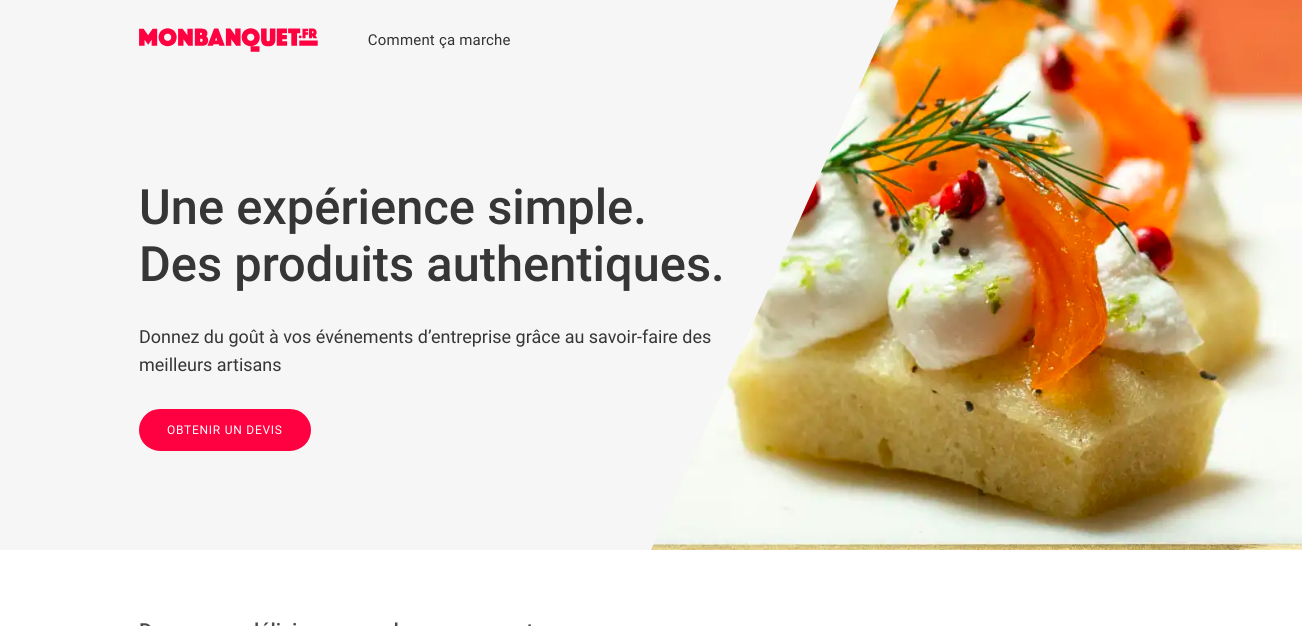 MONBANQUET.FR
Comment ça marche
Une expérience simple.
Des produits authentiques.
Donnez du goût à vos événements d’entreprise grâce au savoir-faire des
meilleurs artisans
OBTENIR UN DEVIS